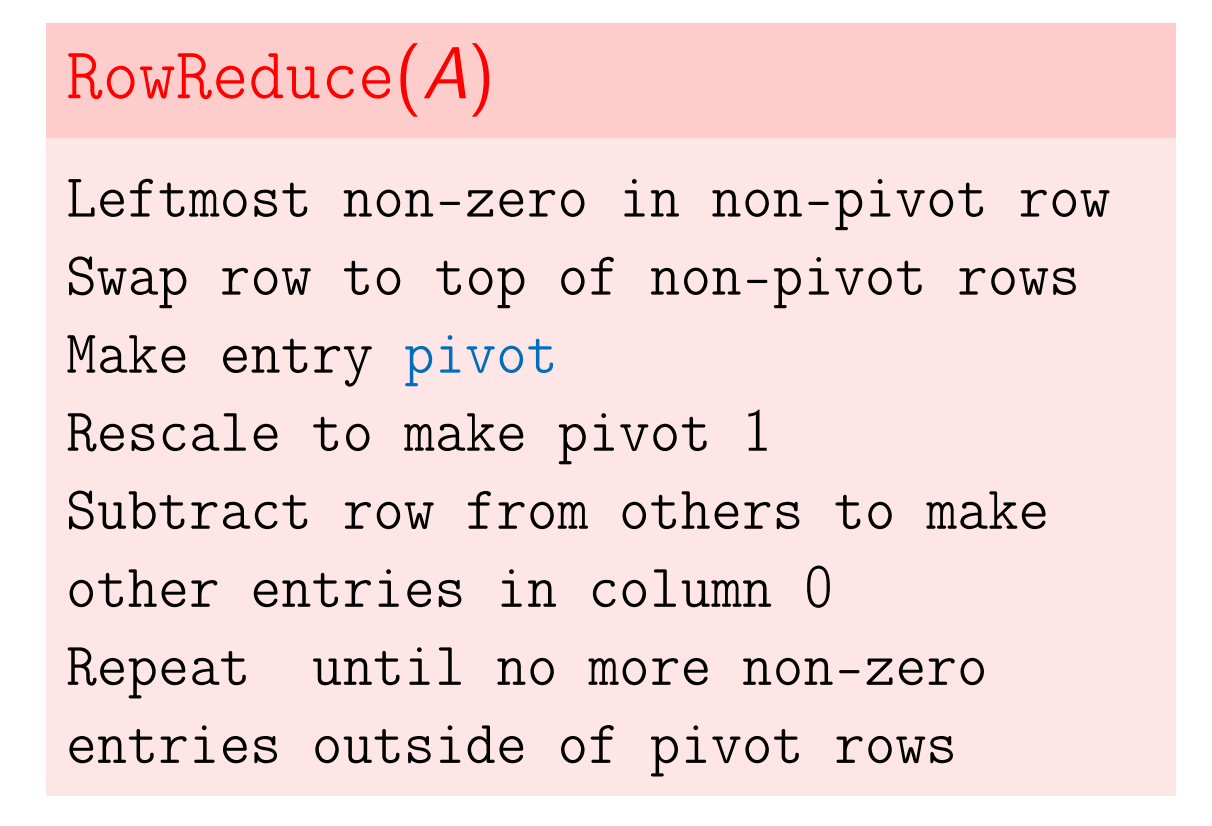 RowReduce(A)
Leftmost non-zero in non-pivot row
Swap row to top of non-pivot rows
Make entry pivot
Rescale to make pivot 1
Subtract row from others to make
other entries in column 0
Repeat  until no more non-zero
entries outside of pivot rows